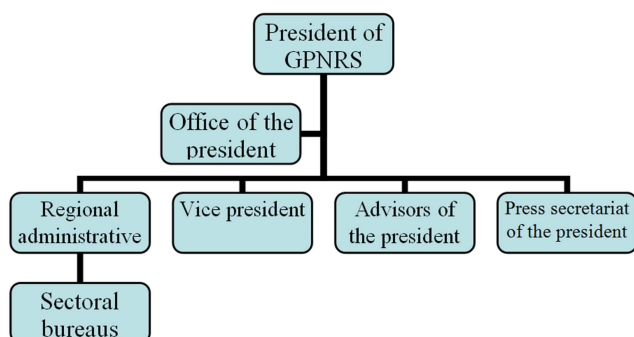 President of
GPNRS
Office of the
president
Regional
administrative
Vice president
Advisors of
the president
Press secretariat
of the president
Sectoral
bureaus